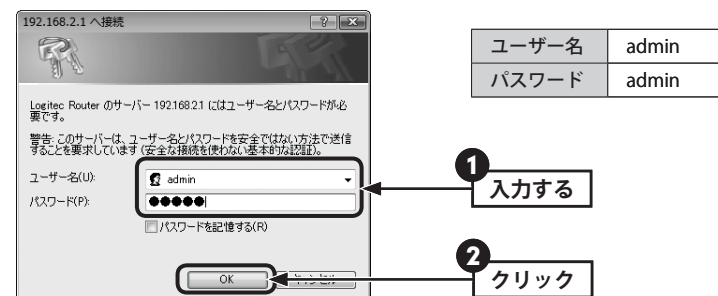 192.168.2.1 へ接続
Logitec Router のサーバー 192.168.2.1 にはユーザー名とパスワードが必
要です。
警告: このサーバーは、ユーザー名とパスワードを安全ではない方法で送信
することを要求しています (安全な接続を使わない基本的な認証)。
ユーザー名(U):
admin
パスワード(P):
●●●●●
パスワードを記憶する(R)
OK
キャンセル
ユーザー名 admin
パスワード admin
1
入力する
2
クリック